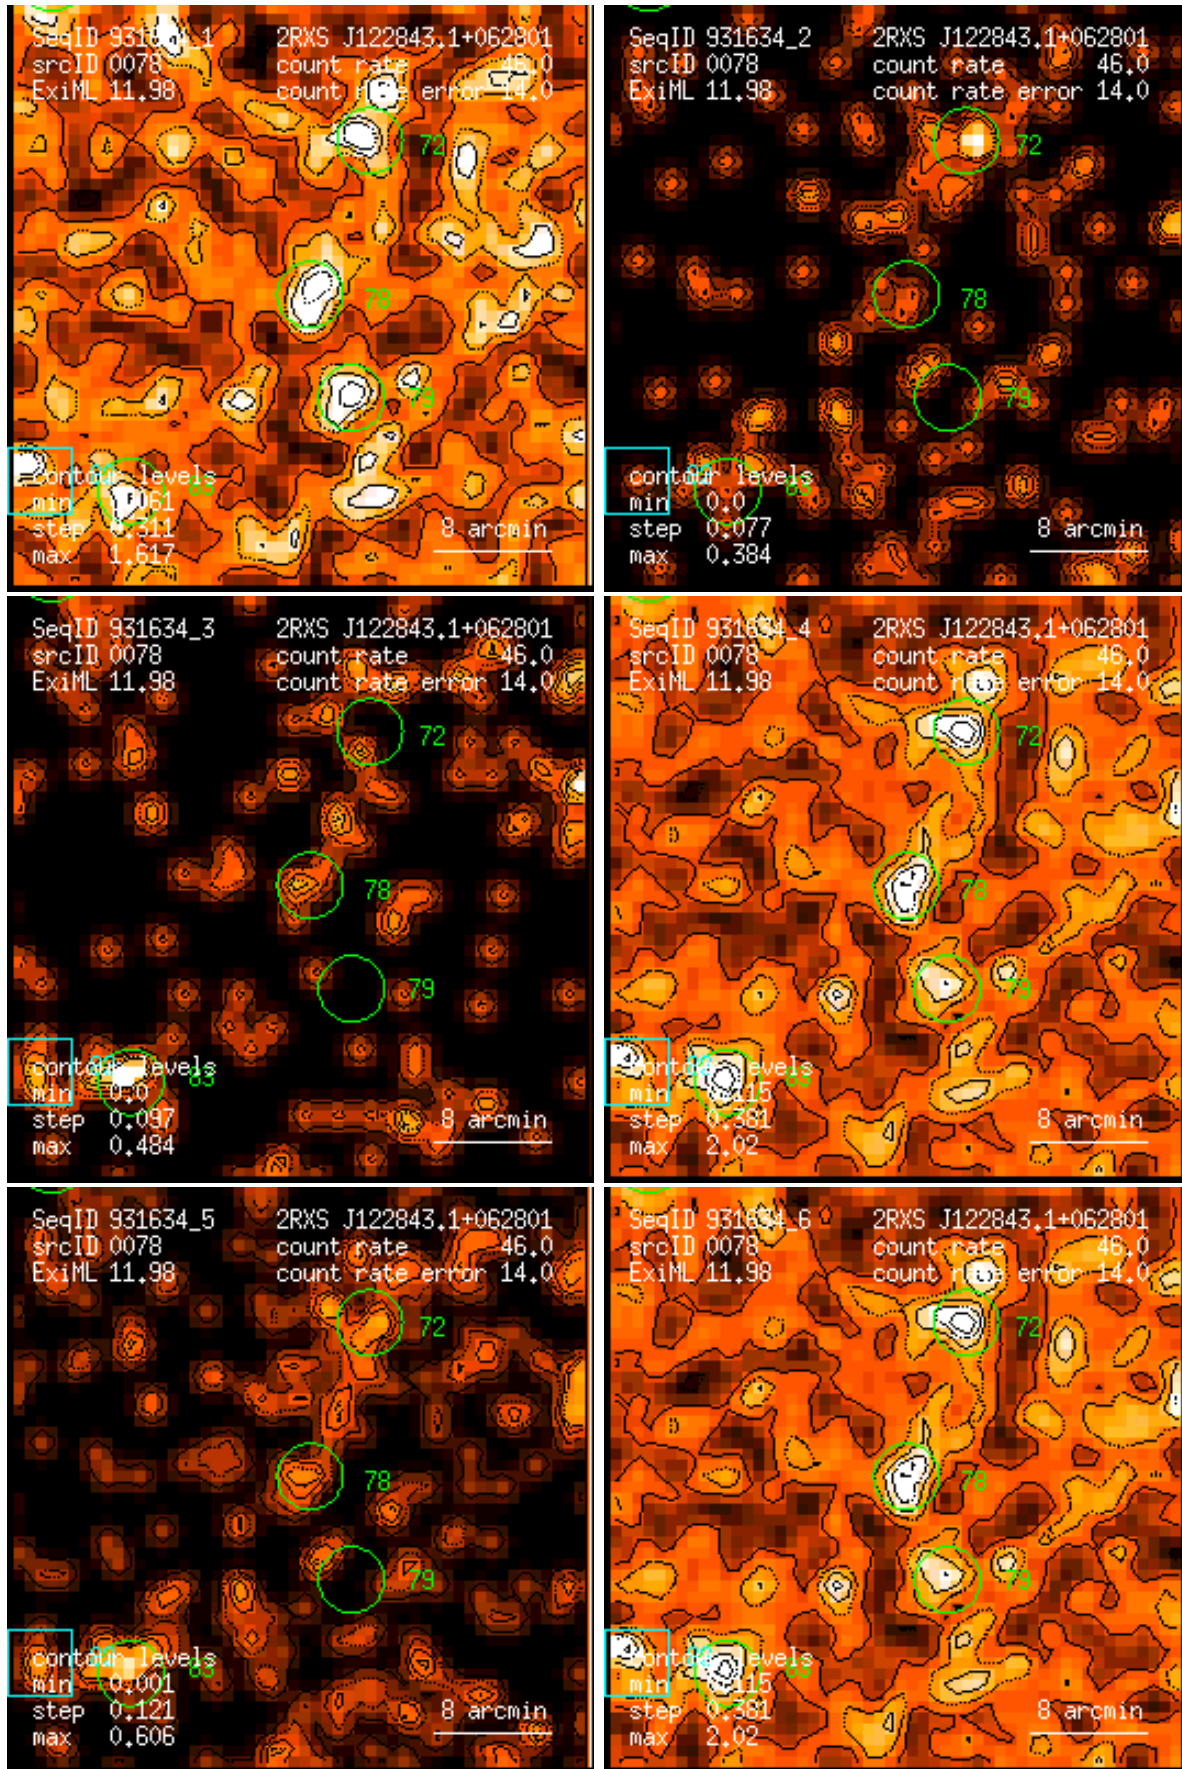 SeqID 931634_1 2RXS J122843.1+062801
srcID 0078 count rate 46.0
ExiML 11.98 count rate error 14.0
72
78
79
contour levels
83
min 0.061
step 0.311 8 arcmin
max 1.617
SeqID 931634_2 2RXS J122843.1+062801
srcID 0078 count rate 46.0
ExiML 11.98 count rate error 14.0
72
78
79
contour levels
83
min 0.0
step 0.077 8 arcmin
max 0.384
SeqID 931634_3 2RXS J122843.1+062801
srcID 0078 count rate 46.0
ExiML 11.98 count rate error 14.0
72
78
79
contour levels
83
min 0.0
step 0.097 8 arcmin
max 0.484
SeqID 931634_4 2RXS J122843.1+062801
srcID 0078 count rate 46.0
ExiML 11.98 count rate error 14.0
72
78
79
contour levels
83
min 0.115
step 0.381 8 arcmin
max 2.02
SeqID 931634_5 2RXS J122843.1+062801
srcID 0078 count rate 46.0
ExiML 11.98 count rate error 14.0
72
78
79
contour levels
83
min 0.001
step 0.121 8 arcmin
max 0.606
SeqID 931634_6 2RXS J122843.1+062801
srcID 0078 count rate 46.0
ExiML 11.98 count rate error 14.0
72
78
79
contour levels
83
min 0.115
step 0.381 8 arcmin
max 2.02